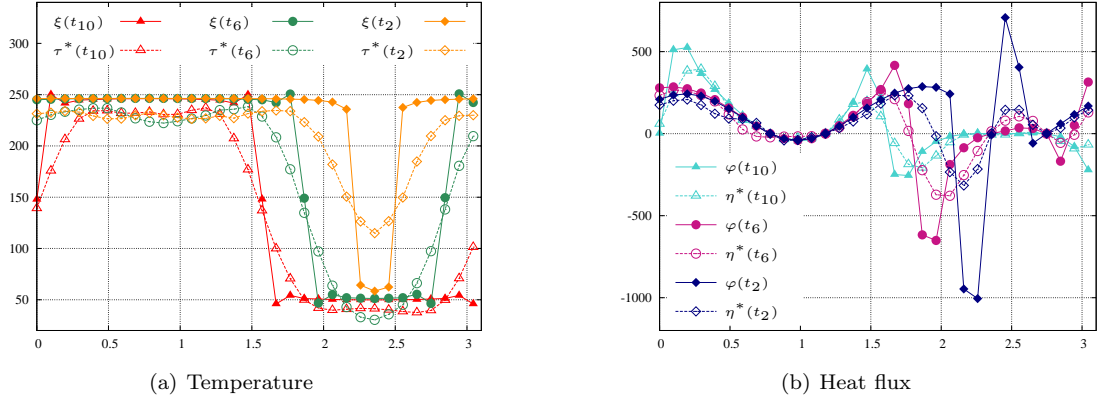 ξ(t10) ξ(t6) ξ(t2)
τ*(t10) τ*(t6) τ*(t2)
300
250
200
150
100
50
0 0.5 1 1.5 2 2.5 3
(a) Temperature
500
0
-500
-1000
φ(t10)
η*(t10)
φ(t6)
η*(t6)
φ(t2)
η*(t2)
0 0.5 1 1.5 2 2.5 3
(b) Heat flux